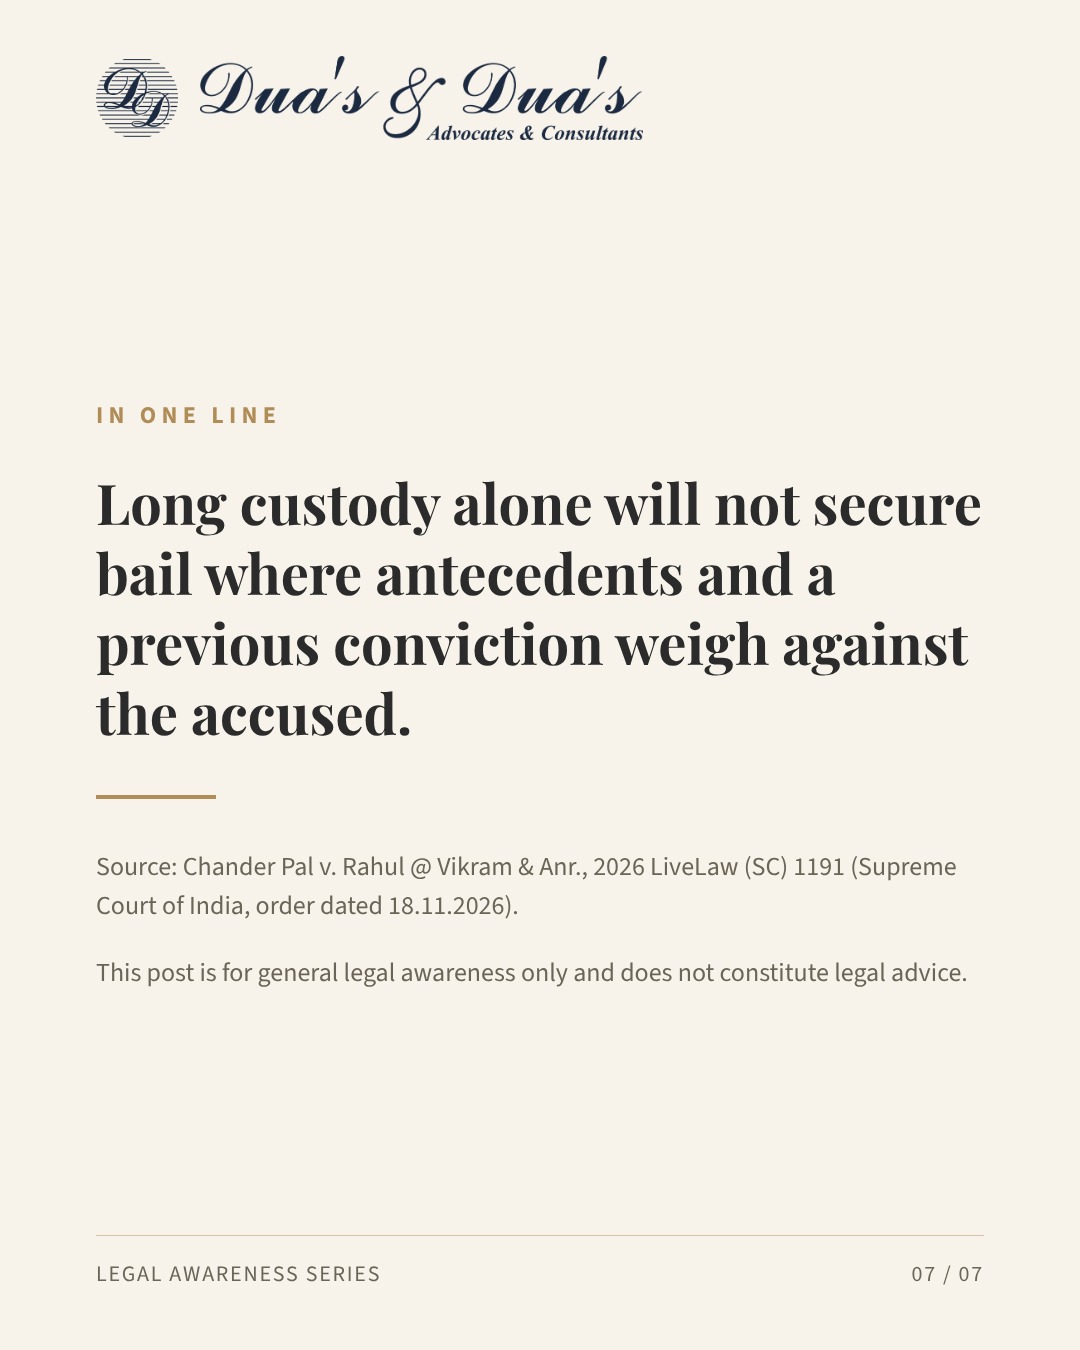 DD Dua's & Dua's
Advocates & Consultants
IN ONE LINE
Long custody alone will not secure
bail where antecedents and a
previous conviction weigh against
the accused.
Source: Chander Pal v. Rahul @ Vikram & Anr., 2026 LiveLaw (SC) 1191 (Supreme
Court of India, order dated 18.11.2026).
This post is for general legal awareness only and does not constitute legal advice.
LEGAL AWARENESS SERIES
07 / 07